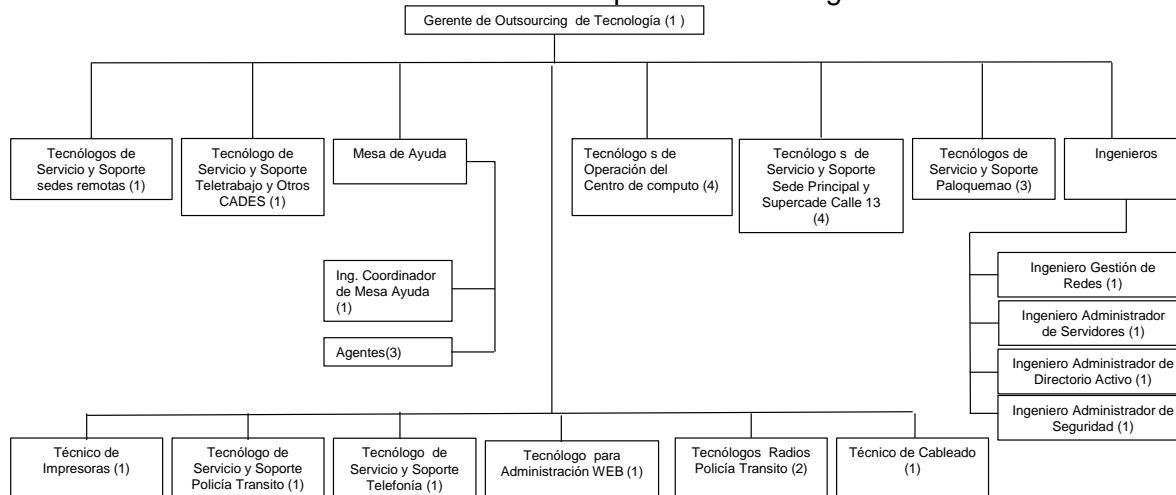 Gerente de Outsourcing de Tecnología (1 )
Tecnólogos de
Servicio y Soporte
sedes remotas (1)
Tecnólogo de
Servicio y Soporte
Teletrabajo y Otros
CADES (1)
Mesa de Ayuda
Tecnólogo s de
Operación del
Centro de computo (4)
Tecnólogo s de
Servicio y Soporte
Sede Principal y
Supercade Calle 13
(4)
Tecnólogos de
Servicio y Soporte
Paloquemao (3)
Ingenieros
Ing. Coordinador
de Mesa Ayuda
(1)
Agentes(3)
Ingeniero Gestión de
Redes (1)
Ingeniero Administrador
de Servidores (1)
Ingeniero Administrador de
Directorio Activo (1)
Ingeniero Administrador de
Seguridad (1)
Técnico de
Impresoras (1)
Tecnólogo de
Servicio y Soporte
Policía Transito (1)
Tecnólogo de
Servicio y Soporte
Telefonía (1)
Tecnólogo para
Administración WEB (1)
Tecnólogos Radios
Policía Transito (2)
Técnico de Cableado
(1)